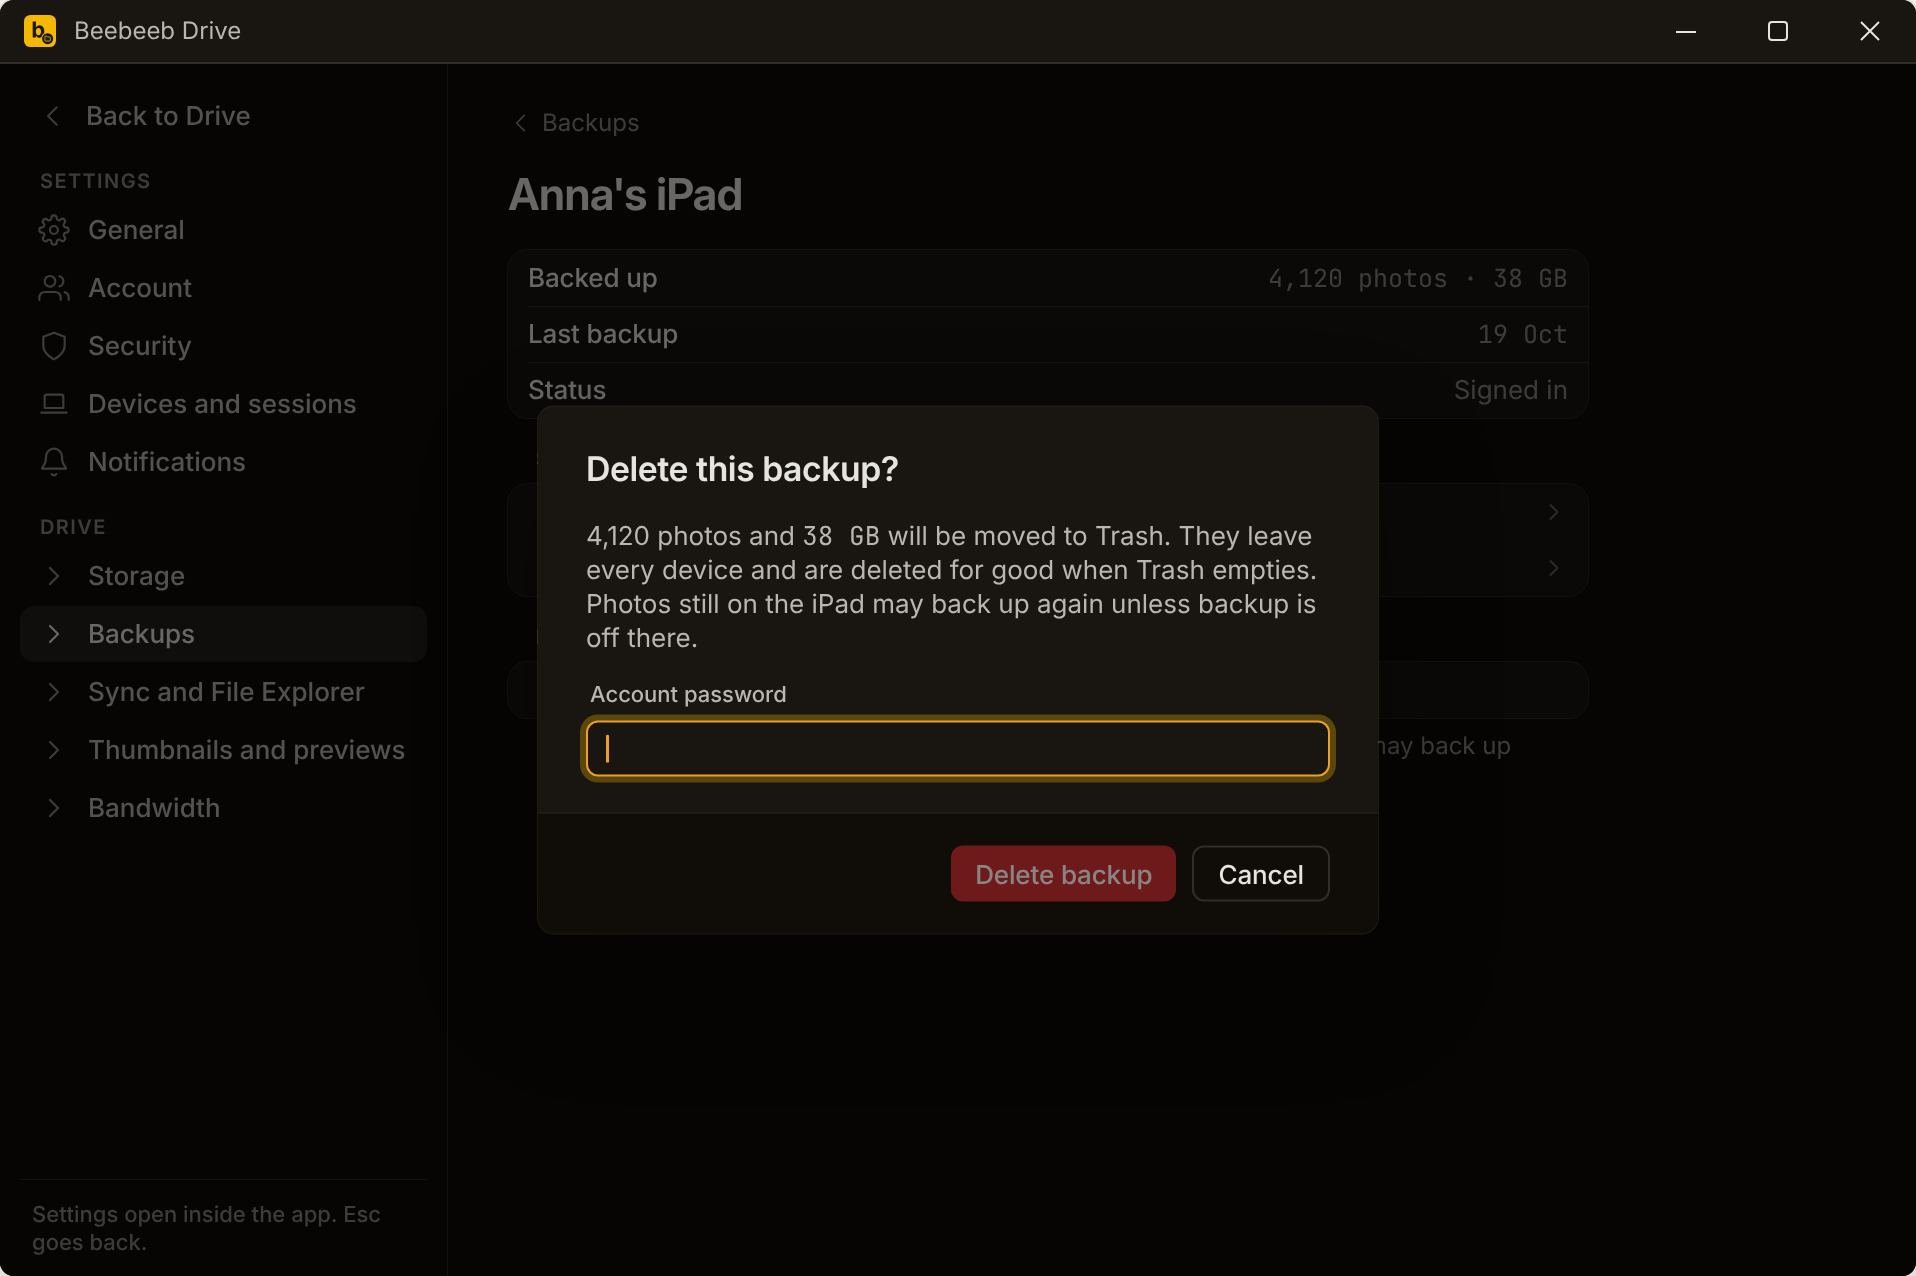 Beebeeb Drive
Back to Drive
SETTINGS
General
Account
Security
Devices and sessions
Notifications
DRIVE
Storage
Backups
Sync and File Explorer
Thumbnails and previews
Bandwidth
Settings open inside the app. Esc
goes back.
Backups
Anna's iPad
Backed up 4,120 photos · 38 GB
Last backup 19 Oct
Status Signed in
Delete this backup?
4,120 photos and 38 GB will be moved to Trash. They leave
every device and are deleted for good when Trash empties.
Photos still on the iPad may back up again unless backup is
off there.
Account password
back up
Delete backup Cancel